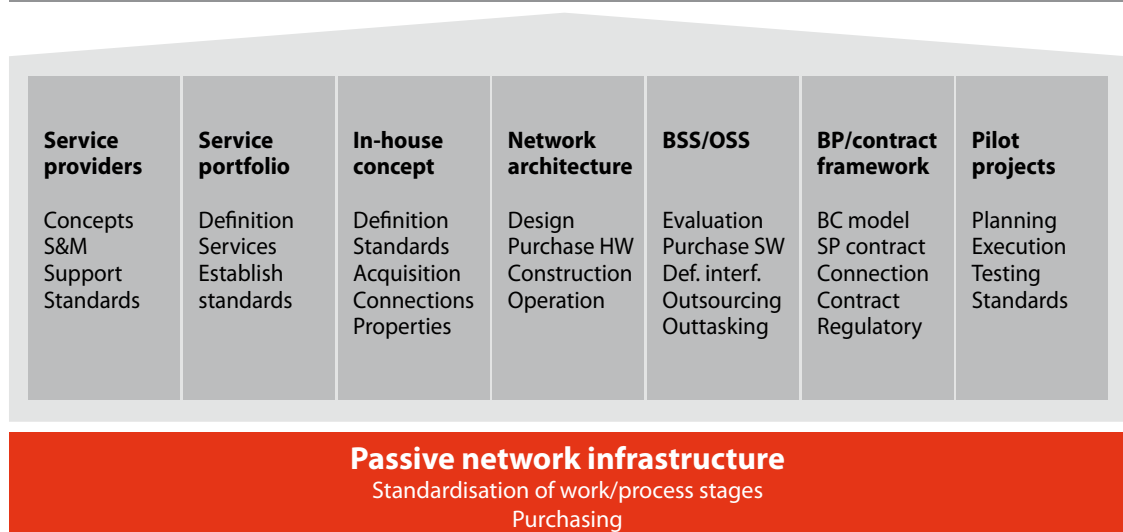 Service
providers
Concepts
S&M
Support
Standards
Service
portfolio
Definition
Services
Establish
standards
In-house
concept
Definition
Standards
Acquisition
Connections
Properties
Network
architecture
Design
Purchase HW
Construction
Operation
BSS/OSS
Evaluation
Purchase SW
Def. interf.
Outsourcing
Outtasking
BP/contract
framework
BC model
SP contract
Connection
Contract
Regulatory
Pilot
projects
Planning
Execution
Testing
Standards
Passive network infrastructure
Standardisation of work/process stages
Purchasing